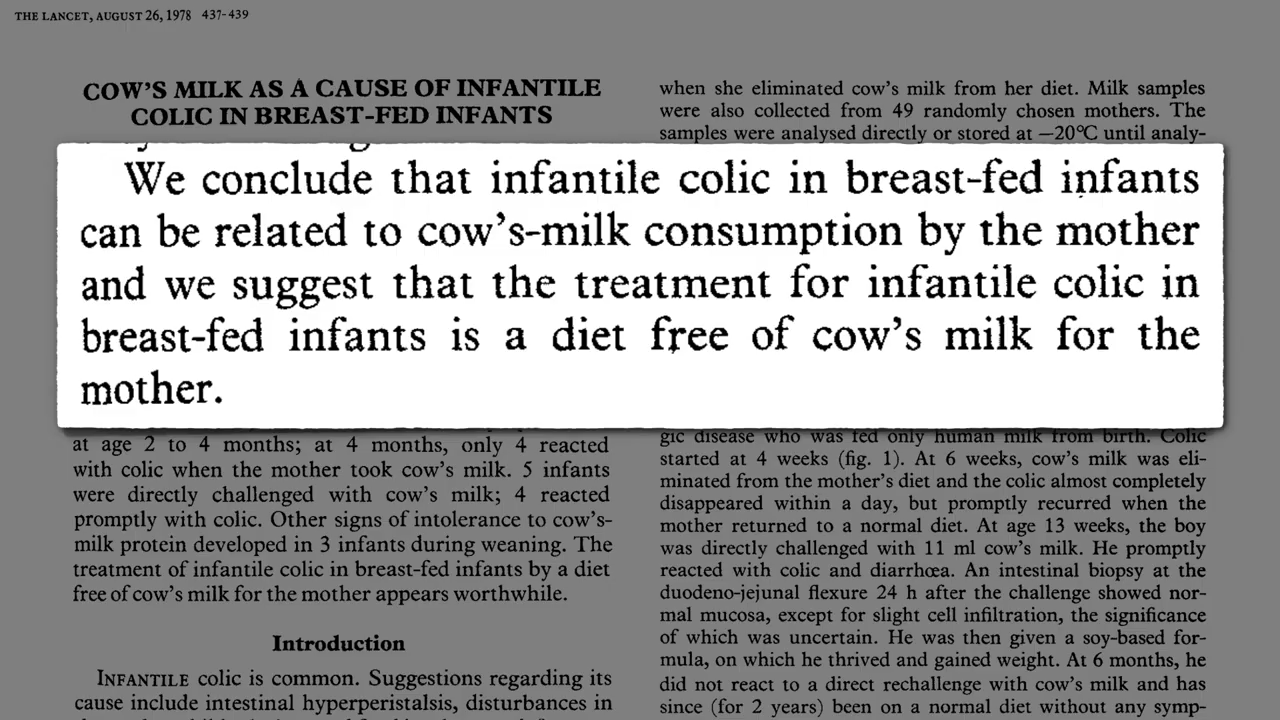 THE LANCET, AUGUST 26, 1978 437-439
COW'S MILK AS A CAUSE OF INFANTILE
COLIC IN BREAST-FED INFANTS
We conclude that infantile colic in breast-fed infants
can be related to cow's-milk consumption by the mother
and we suggest that the treatment for infantile colic in
breast-fed infants is a diet free of cow's milk for the
mother.
at age 2 to 4 months; at 4 months, only 4 reacted
with colic when the mother took cow's milk. 5 infants
were directly challenged with cow's milk; 4 reacted
promptly with colic. Other signs of intolerance to cow's-
milk protein developed in 3 infants during weaning. The
treatment of infantile colic in breast-fed infants by a diet
free of cow's milk for the mother appears worthwhile.
Introduction
INFANTILE colic is common. Suggestions regarding its
cause include intestinal hyperperistalsis, disturbances in
when she eliminated cow's milk from her diet. Milk samples
were also collected from 49 randomly chosen mothers. The
samples were analysed directly or stored at −20°C until analy-
gic disease who was fed only human milk from birth. Colic
started at 4 weeks (fig. 1). At 6 weeks, cow's milk was eli-
minated from the mother's diet and the colic almost completely
disappeared within a day, but promptly recurred when the
mother returned to a normal diet. At age 13 weeks, the boy
was directly challenged with 11 ml cow's milk. He promptly
reacted with colic and diarrhœa. An intestinal biopsy at the
duodeno-jejunal flexure 24 h after the challenge showed nor-
mal mucosa, except for slight cell infiltration, the significance
of which was uncertain. He was then given a soy-based for-
mula, on which he thrived and gained weight. At 6 months, he
did not react to a direct rechallenge with cow's milk and has
since (for 2 years) been on a normal diet without any symp-